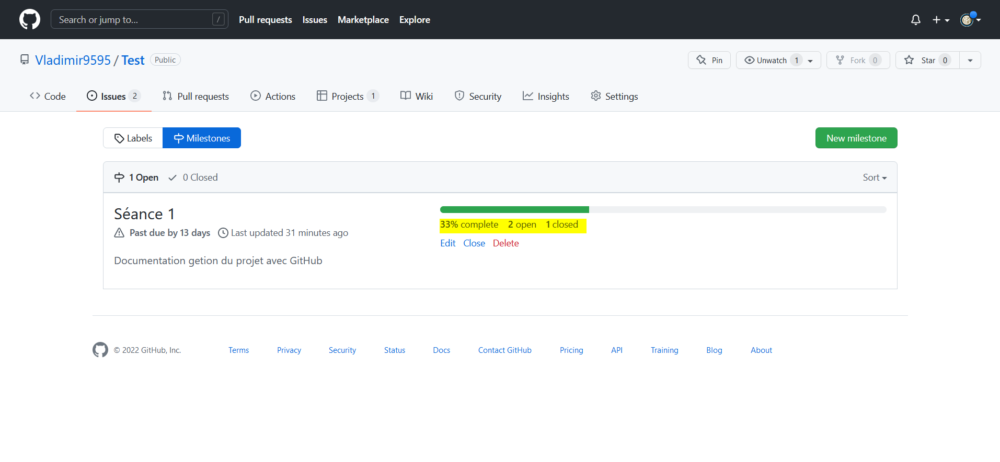 Search or jump to... / Pull requests Issues Marketplace Explore
Vladimir9595 / Test Public Pin Unwatch 1 Fork 0 Star 0
Code Issues 2 Pull requests Actions Projects 1 Wiki Security Insights Settings
Labels Milestones New milestone
1 Open 0 Closed Sort
Séance 1
33% complete 2 open 1 closed
Past due by 13 days Last updated 31 minutes ago
Edit Close Delete
Documentation getion du projet avec GitHub
© 2022 GitHub, Inc. Terms Privacy Security Status Docs Contact GitHub Pricing API Training Blog About